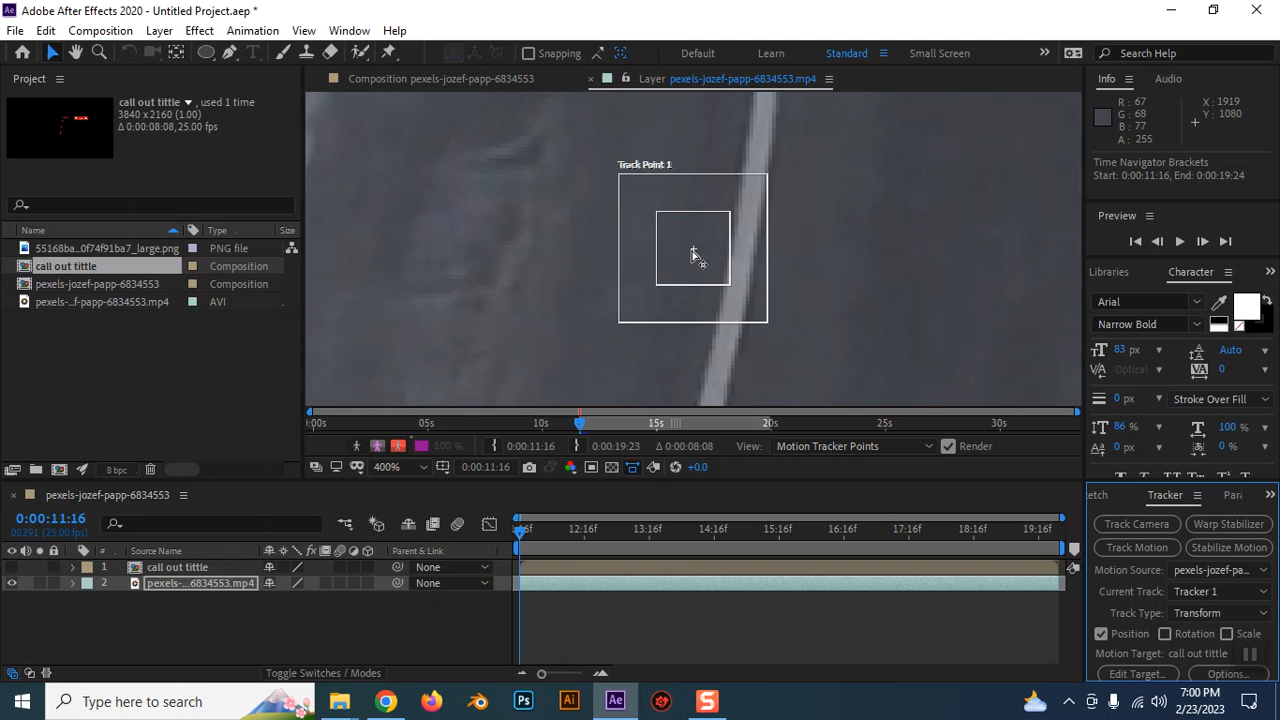 Adobe After Effects 2020 - Untitled Project.aep *
File Edit Composition Layer Effect Animation View Window Help
Snapping Default Learn Standard Small Screen Search Help
Project
Composition pexels-jozef-papp-6834553
Layer pexels-jozef-papp-6834553.mp4
Info Audio
call out tittle , used 1 time
3840 x 2160 (1.00)
Δ 0:00:08:08, 25.00 fps
R : 67
G : 68
B : 77
A : 255
X : 1919
Y : 1080
Time Navigator Brackets
Start: 0:00:11:16, End: 0:00:19:24
Track Point 1
Preview
Name Type
55168ba...0f74f91ba7_large.png PNG file
call out tittle Composition
pexels-jozef-papp-6834553 Composition
pexels-...f-papp-6834553.mp4 AVI
Libraries Character
Arial
Narrow Bold
83 px Auto
Optical 0
0 px Stroke Over Fill
86 % 100 %
0 px 0 %
:00s 05s 10s 15s 20s 25s 30s
100 % 0:00:11:16 0:00:19:23 Δ 0:00:08:08 View: Motion Tracker Points Render
8 bpc
400% 0:00:11:16 +0.0
pexels-jozef-papp-6834553
0:00:11:16
00291 (25.00 fps)
12:16f 13:16f 14:16f 15:16f 16:16f 17:16f 18:16f 19:16f
# Source Name Parent & Link
1 call out tittle None
2 pexels-...6834553.mp4 None
Toggle Switches / Modes
etch Tracker Para
Track Camera Warp Stabilizer
Track Motion Stabilize Motion
Motion Source: pexels-jozef-pa...
Current Track: Tracker 1
Track Type: Transform
Position Rotation Scale
Motion Target: call out tittle
Edit Target... Options...
Type here to search
7:00 PM
2/23/2023